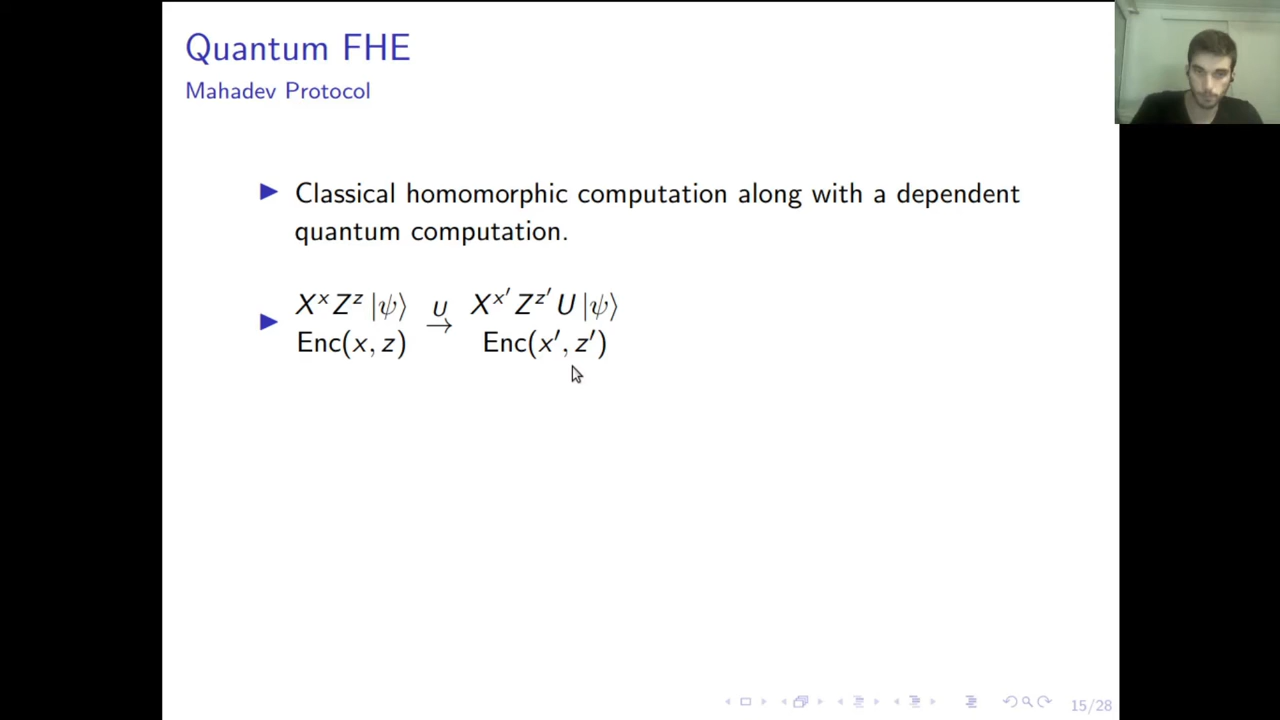 Quantum FHE
Mahadev Protocol
▶ Classical homomorphic computation along with a dependent
quantum computation.
▶ X^x Z^z |ψ⟩ →^U X^{x′} Z^{z′} U |ψ⟩
Enc(x, z) Enc(x′, z′)
15/28